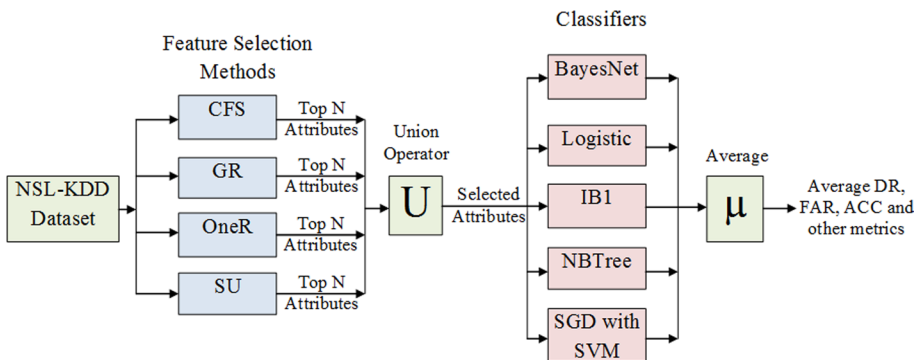 Classifiers
Feature Selection
Methods
BayesNet
CFS
Top N
Attributes
Union
Operator
Logistic
Average
GR
Top N
Attributes
NSL-KDD
Dataset
U
Selected
Attributes
IB1
μ
Average DR,
FAR, ACC and
other metrics
OneR
Top N
Attributes
NBTree
SU
Top N
Attributes
SGD with
SVM